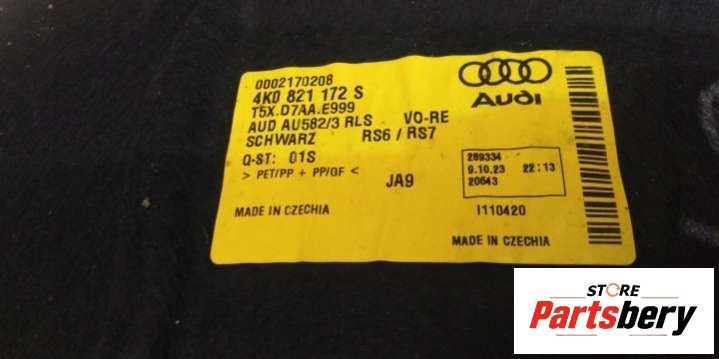 0002170208
4K0 821 172 S
T5X.D7AA.E999
AUD AU582/3 RLS VO-RE
SCHWARZ RS6 / RS7
Q-ST: 01S
> PET/PP + PP/GF <
JA9
MADE IN CZECHIA
Audi
289334
9.10.23 22:13
20643
I110420
MADE IN CZECHIA
STORE
Partsbery